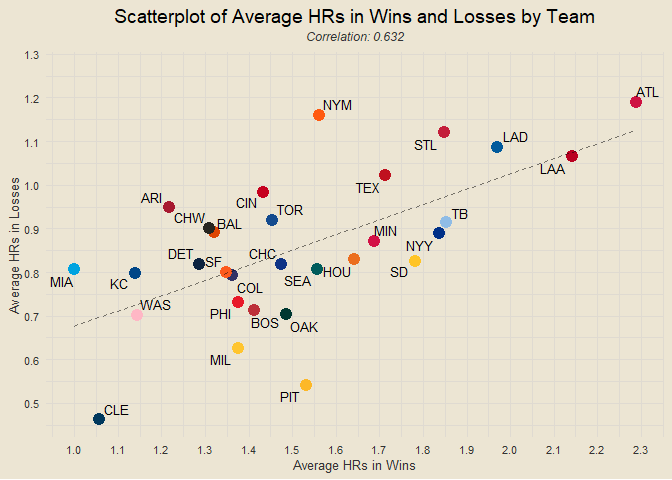 Scatterplot of Average HRs in Wins and Losses by Team
Correlation: 0.632
1.3
1.2
1.1
1.0
0.9
0.8
0.7
0.6
0.5
Average HRs in Losses
ATL
NYM
STL
LAD
LAA
TEX
ARI
CIN
TOR
CHW
BAL
TB
MIN
NYY
DET
SF
CHC
HOU
SD
MIA
KC
COL
SEA
WAS
PHI
BOS
OAK
MIL
PIT
CLE
1.0 1.1 1.2 1.3 1.4 1.5 1.6 1.7 1.8 1.9 2.0 2.1 2.2 2.3
Average HRs in Wins